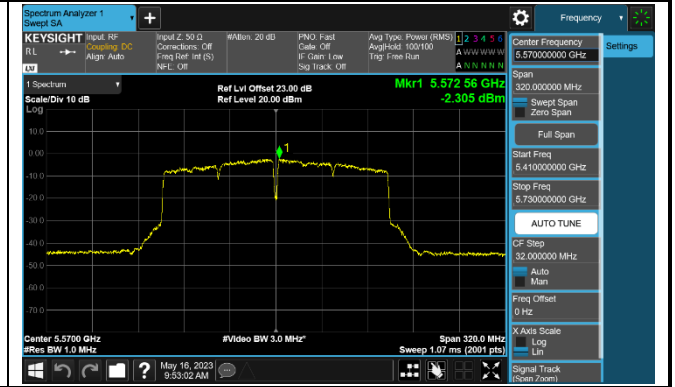 Spectrum Analyzer 1
Swept SA
+
Frequency
KEYSIGHT
RL
LXI
Input: RF
Coupling: DC
Align: Auto
Input Z: 50 Ω
Corrections: Off
Freq Ref: Int (S)
NFE: Off
#Atten: 20 dB
PNO: Fast
Gate: Off
IF Gain: Low
Sig Track: Off
Avg Type: Power (RMS)
Avg|Hold: 100/100
Trig: Free Run
1 2 3 4 5 6
A W W W W W
A N N N N N
1 Spectrum
Scale/Div 10 dB
Log
Ref Lvl Offset 23.00 dB
Ref Level 20.00 dBm
Mkr1 5.572 56 GHz
-2.305 dBm
1
10.0
0.00
-10.0
-20.0
-30.0
-40.0
-50.0
-60.0
-70.0
Center 5.5700 GHz
#Res BW 1.0 MHz
#Video BW 3.0 MHz*
Span 320.0 MHz
Sweep 1.07 ms (2001 pts)
Center Frequency
5.570000000 GHz
Settings
Span
320.000000 MHz
Swept Span
Zero Span
Full Span
Start Freq
5.410000000 GHz
Stop Freq
5.730000000 GHz
AUTO TUNE
CF Step
32.000000 MHz
Auto
Man
Freq Offset
0 Hz
X Axis Scale
Log
Lin
Signal Track
(Span Zoom)
?
May 16, 2023
9:53:02 AM